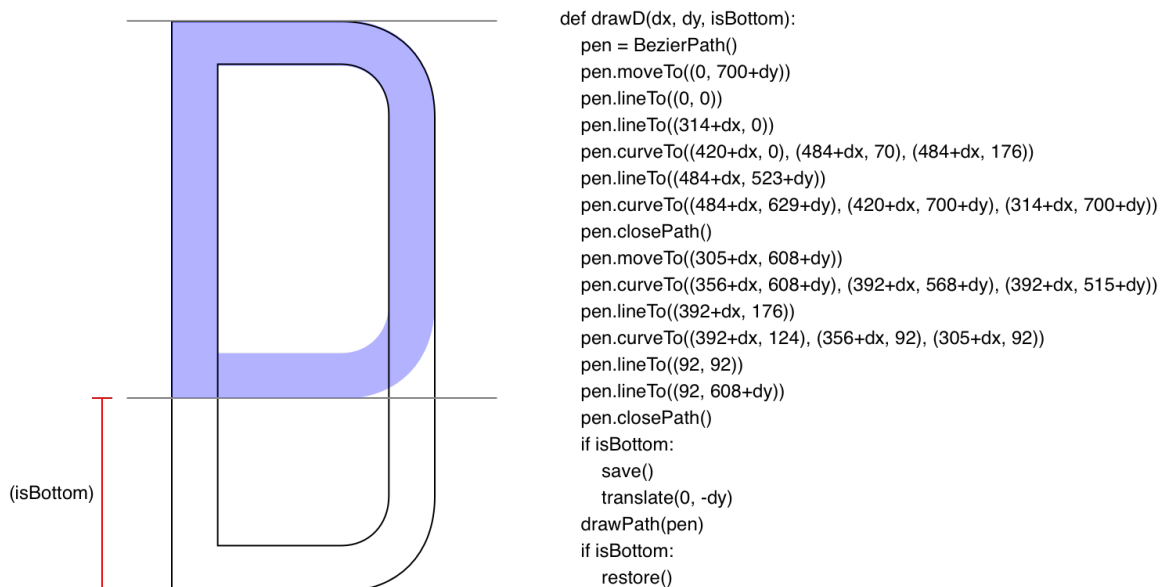 def drawD(dx, dy, isBottom):
pen = BezierPath()
pen.moveTo((0, 700+dy))
pen.lineTo((0, 0))
pen.lineTo((314+dx, 0))
pen.curveTo((420+dx, 0), (484+dx, 70), (484+dx, 176))
pen.lineTo((484+dx, 523+dy))
pen.curveTo((484+dx, 629+dy), (420+dx, 700+dy), (314+dx, 700+dy))
pen.closePath()
pen.moveTo((305+dx, 608+dy))
pen.curveTo((356+dx, 608+dy), (392+dx, 568+dy), (392+dx, 515+dy))
pen.lineTo((392+dx, 176))
pen.curveTo((392+dx, 124), (356+dx, 92), (305+dx, 92))
pen.lineTo((92, 92))
pen.lineTo((92, 608+dy))
pen.closePath()
if isBottom:
save()
translate(0, -dy)
drawPath(pen)
if isBottom:
restore()
(isBottom)